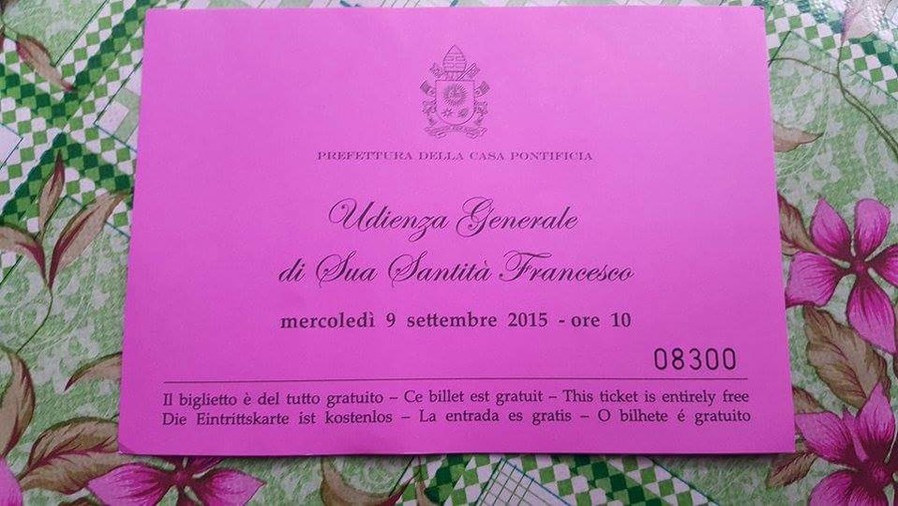 PREFETTURA DELLA CASA PONTIFICIA
Udienza Generale
di Sua Santità Francesco
mercoledì 9 settembre 2015 - ore 10
08300
Il biglietto è del tutto gratuito – Ce billet est gratuit – This ticket is entirely free
Die Eintrittskarte ist kostenlos – La entrada es gratis – O bilhete é gratuito